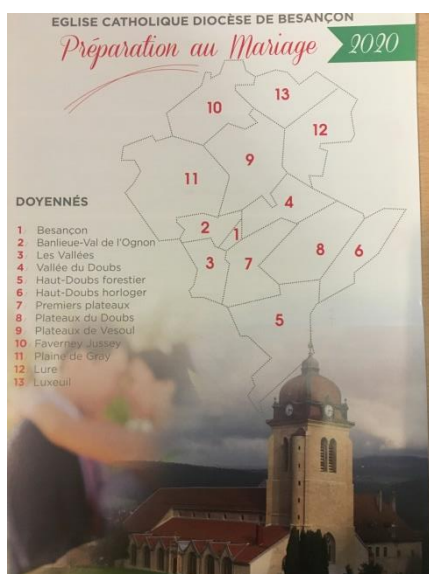 EGLISE CATHOLIQUE DIOCÈSE DE BESANÇON
Préparation au Mariage 2020
13
10
12
9
11
4
2
1
8
6
3
7
5
DOYENNÉS
1 Besançon
2 Banlieue-Val de l'Ognon
3 Les Vallées
4 Vallée du Doubs
5 Haut-Doubs forestier
6 Haut-Doubs horloger
7 Premiers plateaux
8 Plateaux du Doubs
9 Plateaux de Vesoul
10 Faverney Jussey
11 Plaine de Gray
12 Lure
13 Luxeuil